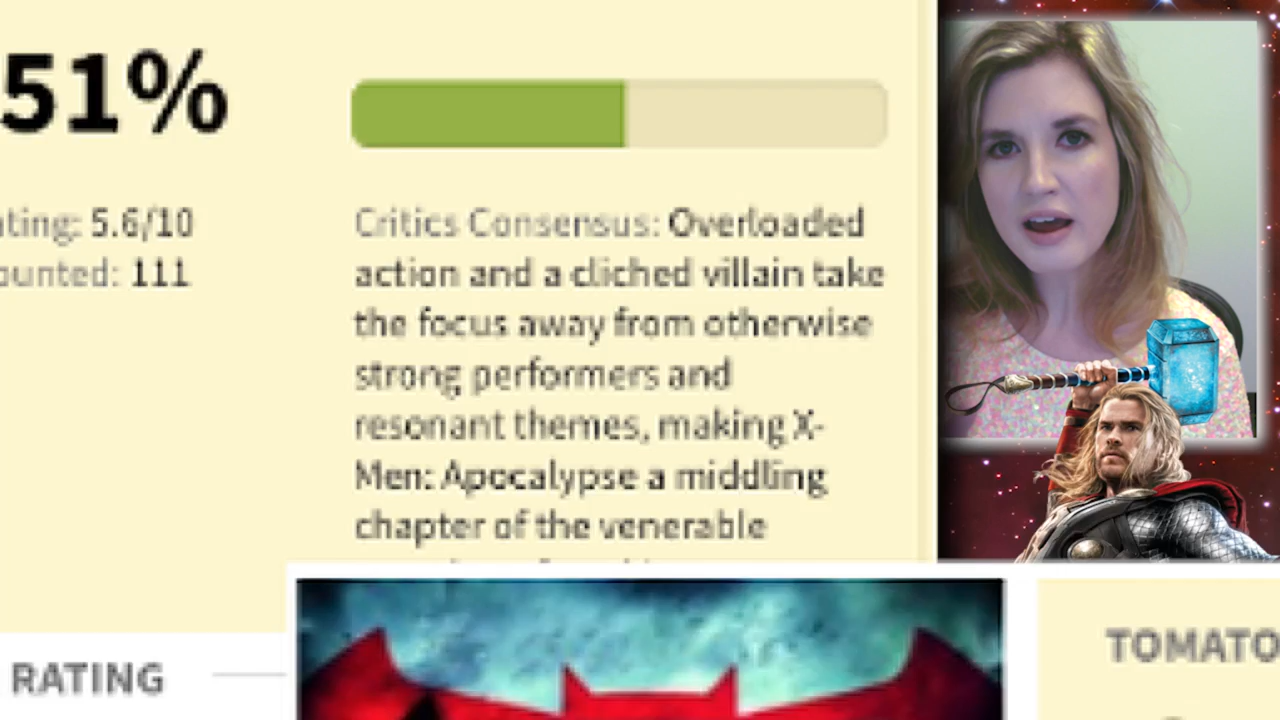 51%
ating: 5.6/10
ounted: 111
Critics Consensus: Overloaded
action and a cliched villain take
the focus away from otherwise
strong performers and
resonant themes, making X-
Men: Apocalypse a middling
chapter of the venerable
RATING
TOMATO